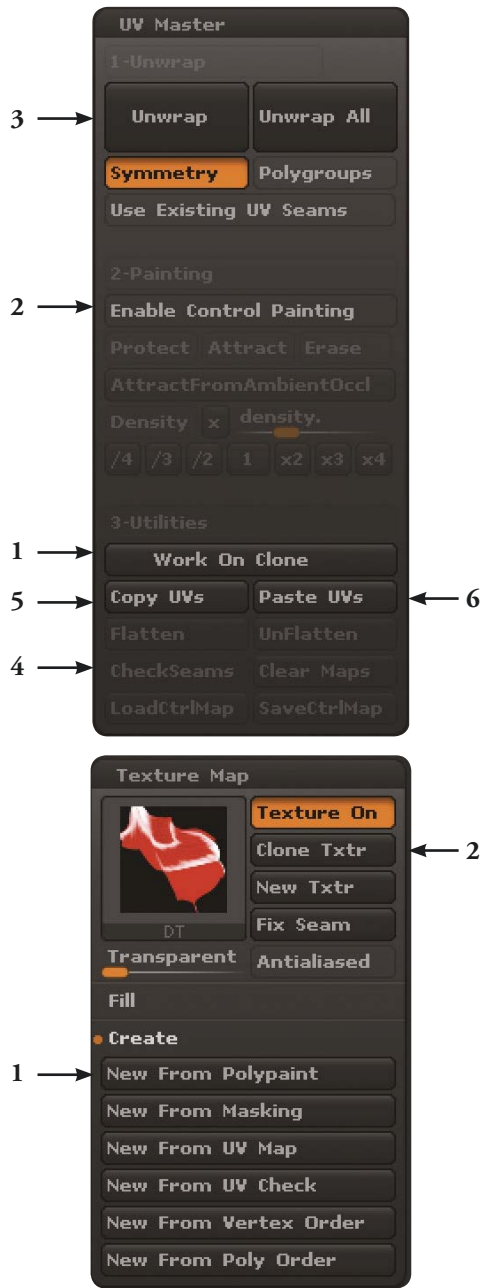 UV Master
1-Unwrap
3 Unwrap Unwrap All
Symmetry Polygroups
Use Existing UV Seams
2-Painting
2 Enable Control Painting
Protect Attract Erase
AttractFromAmbientOccl
Density x density.
/4 /3 /2 1 x2 x3 x4
3-Utilities
1 Work On Clone
5 Copy UVs Paste UVs 6
Flatten UnFlatten
4 CheckSeams Clear Maps
LoadCtrlMap SaveCtrlMap
Texture Map
Texture On
Clone Txtr 2
New Txtr
DT Fix Seam
Transparent Antialiased
Fill
Create
1 New From Polypaint
New From Masking
New From UV Map
New From UV Check
New From Vertex Order
New From Poly Order